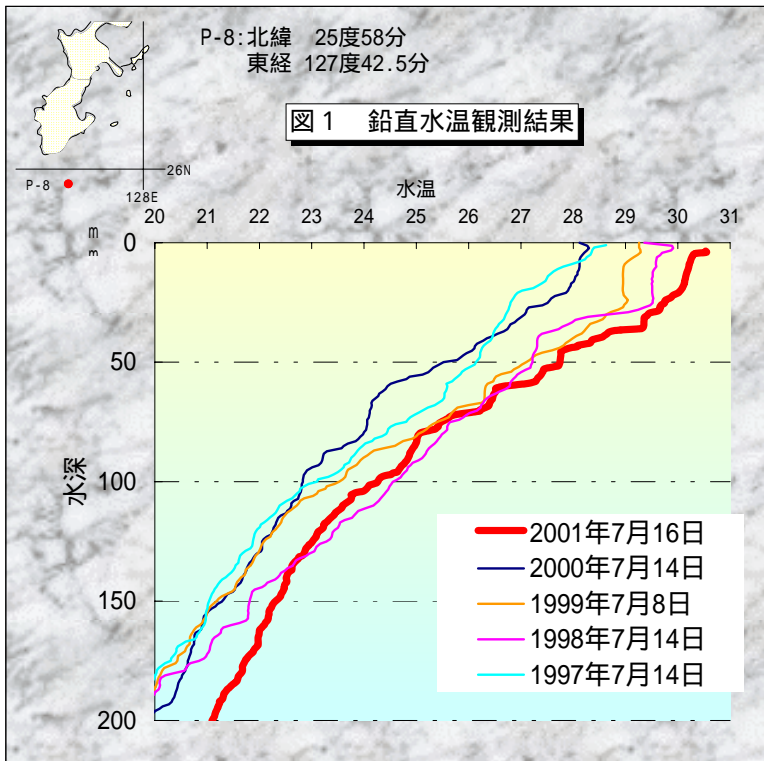 P-8:北緯 25度58分
東経 127度42.5分
図1 鉛直水温観測結果
26N
P-8
128E
水温
20 21 22 23 24 25 26 27 28 29 30 31
m
0
50
水深
100
150
200
2001年7月16日
2000年7月14日
1999年7月8日
1998年7月14日
1997年7月14日